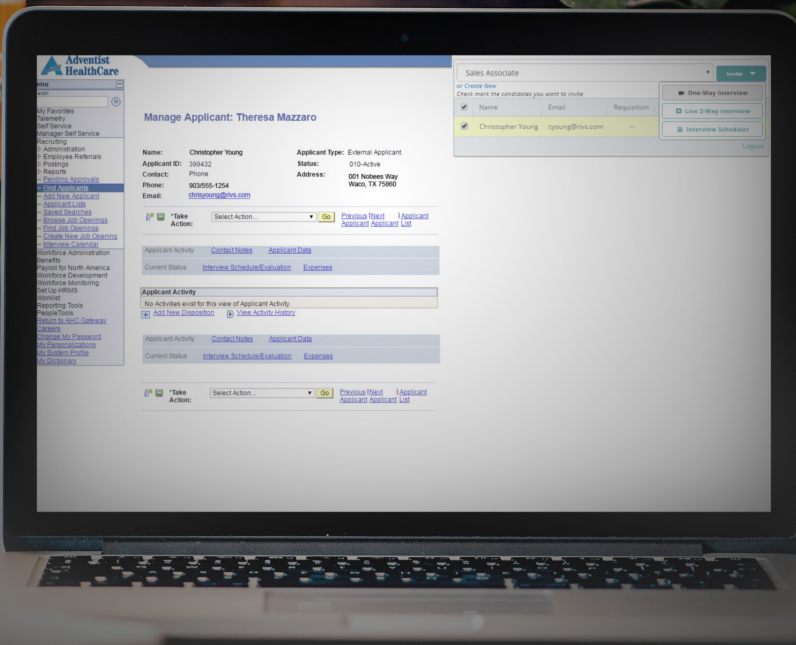 Adventist
HealthCare
enu
My Favorites
Talemetry
Self Service
Manager Self Service
Recruiting
Administration
Employee Referrals
Postings
Reports
Pending Approvals
Find Applicants
Add New Applicant
Applicant Lists
Saved Searches
Browse Job Openings
Find Job Openings
Create New Job Opening
Interview Calendar
Workforce Administration
Benefits
Payroll for North America
Workforce Development
Workforce Monitoring
Set Up HRMS
Worklist
Reporting Tools
PeopleTools
Return to AHC Gateway
Careers
Change My Password
My Personalizations
My System Profile
My Dictionary
Manage Applicant: Theresa Mazzaro
Name: Christopher Young Applicant Type: External Applicant
Applicant ID: 399432 Status: 010-Active
Contact: Phone Address: 001 Nobees Way
Phone: 903/555-1254 Waco, TX 75860
Email: chrisyoung@rivs.com
*Take Action: Select Action... Go Previous Applicant | Next Applicant | Applicant List
Applicant Activity Contact Notes Applicant Data
Current Status Interview Schedule/Evaluation Expenses
Applicant Activity
No Activities exist for this view of Applicant Activity.
Add New Disposition View Activity History
Applicant Activity Contact Notes Applicant Data
Current Status Interview Schedule/Evaluation Expenses
*Take Action: Select Action... Go Previous Applicant | Next Applicant | Applicant List
Sales Associate Invite
or Create New
Check mark the candidates you want to invite
Name Email Requisition
Christopher Young cyoung@rivs.com --
One-Way Interview
Live 2-Way Interview
Interview Scheduler
Logout